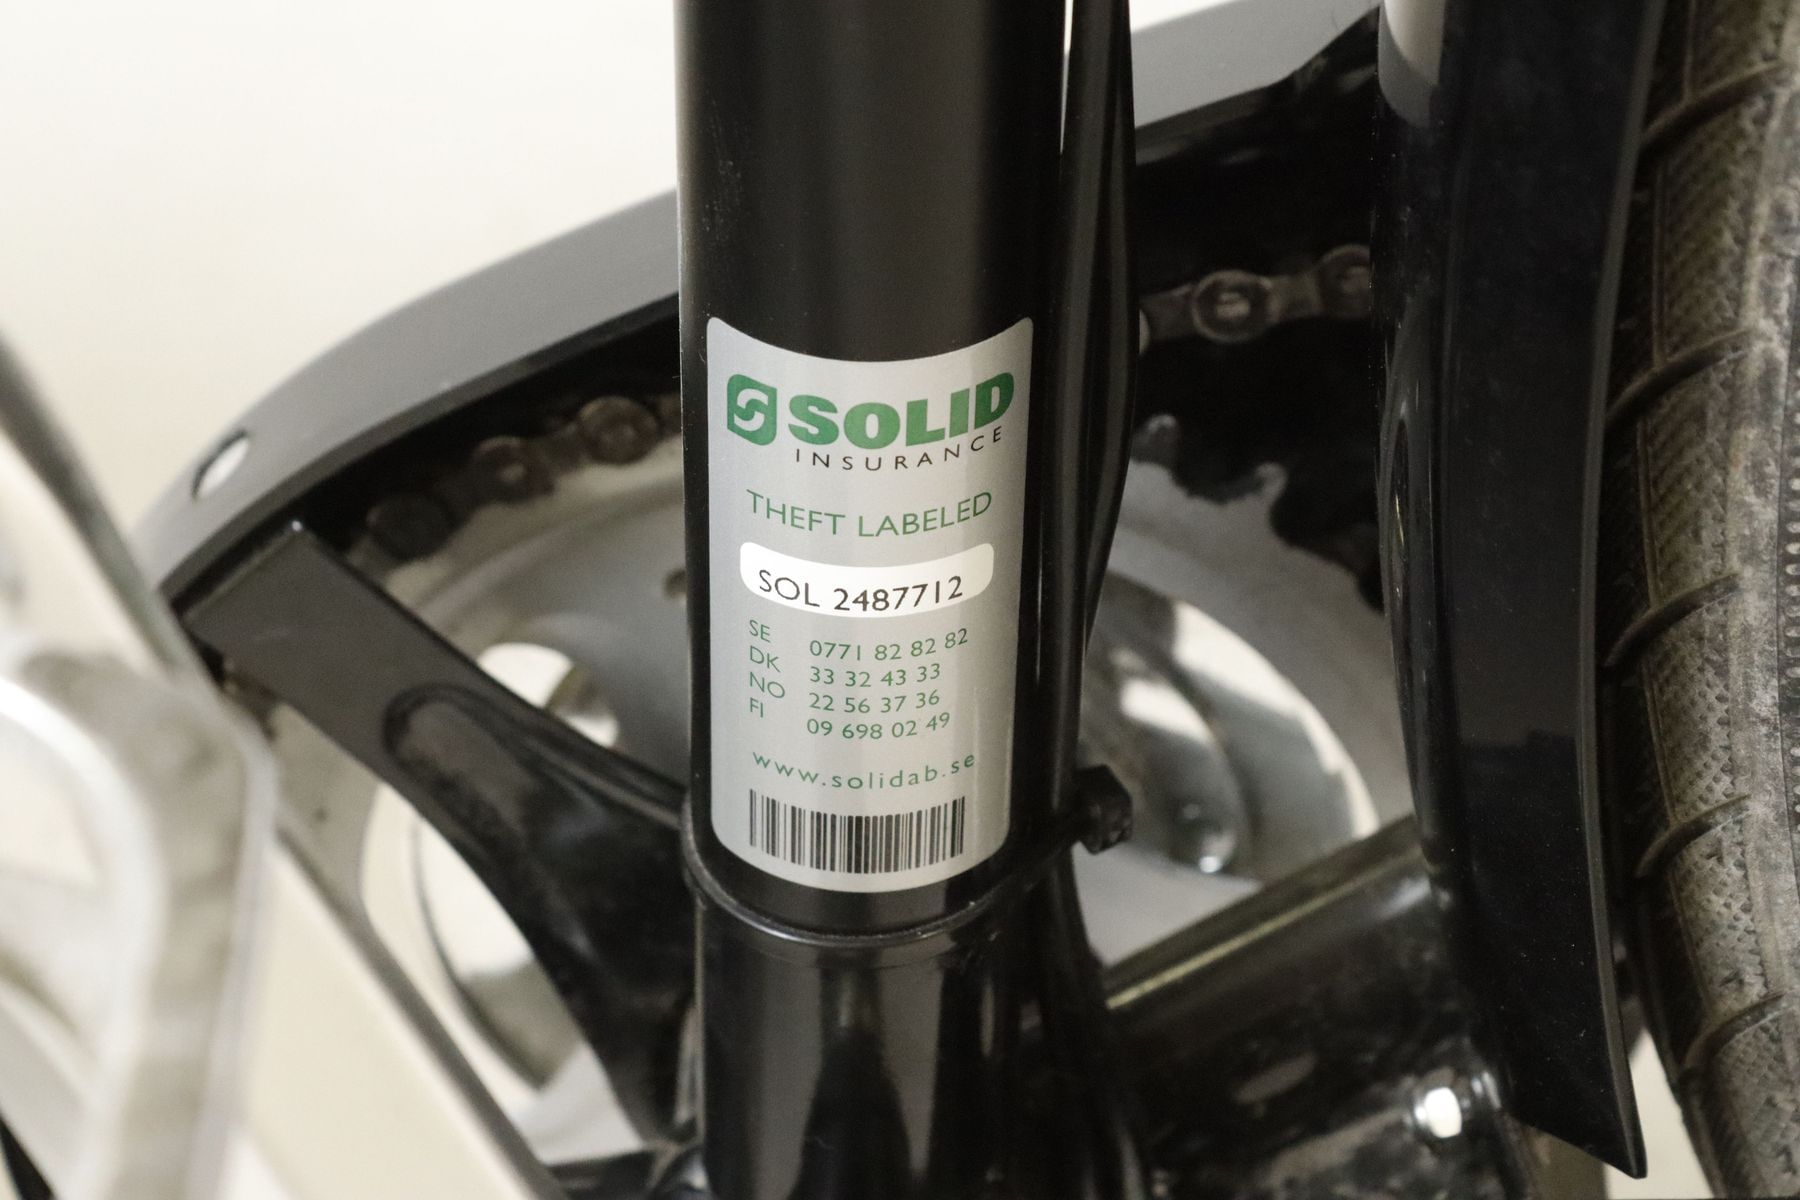 SOLID
INSURANCE
THEFT LABELED
SOL 2487712
SE 0771 82 82 82
DK 33 32 43 33
NO 22 56 37 36
FI 09 698 02 49
www.solidab.se